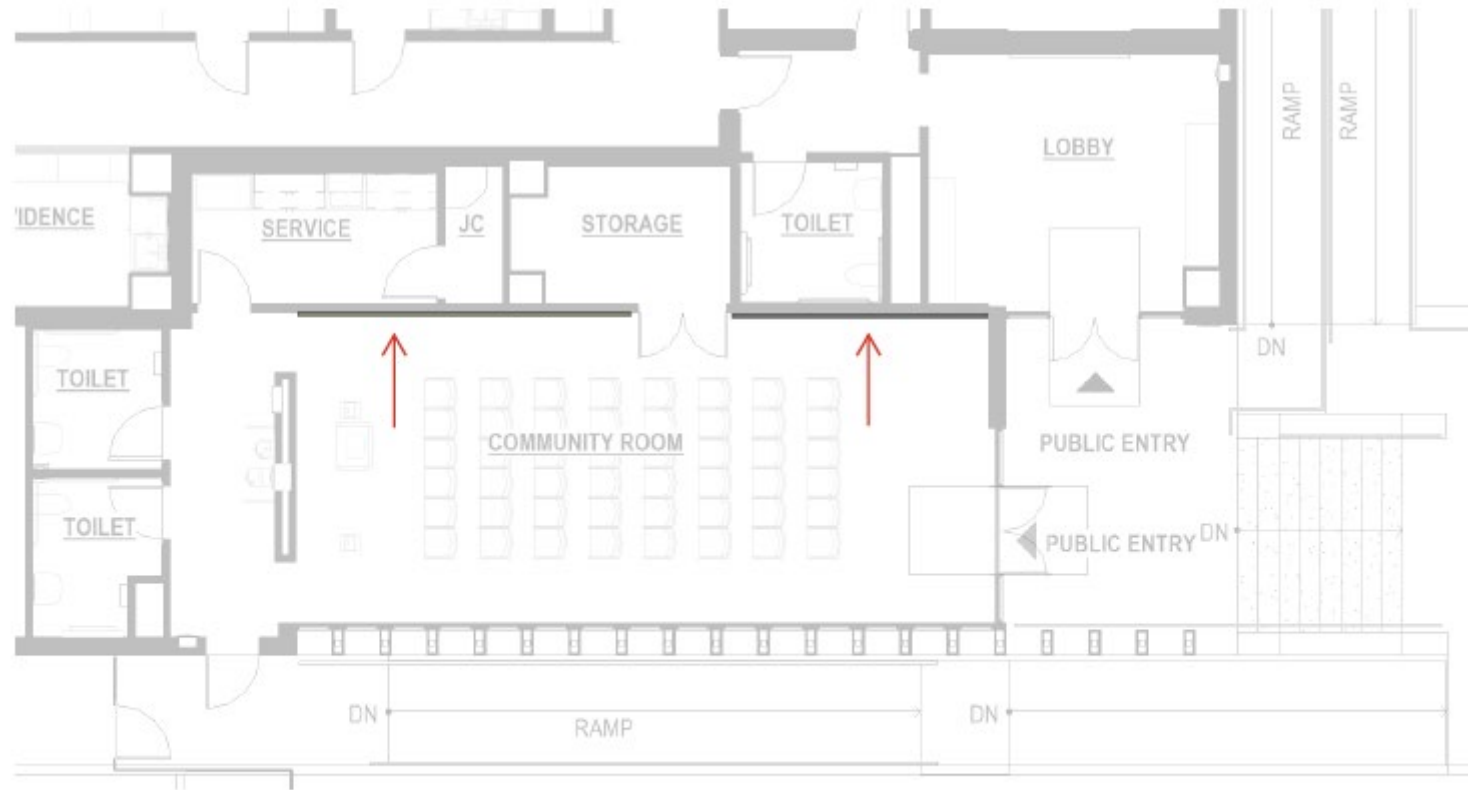 RAMP
RAMP
LOBBY
IDENCE
SERVICE
JC
STORAGE
TOILET
DN
TOILET
COMMUNITY ROOM
PUBLIC ENTRY
TOILET
PUBLIC ENTRY
DN
DN
RAMP
DN